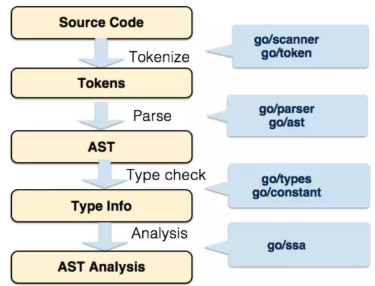 Source Code
Tokenize
go/scanner
go/token
Tokens
Parse
go/parser
go/ast
AST
Type check
go/types
go/constant
Type Info
Analysis
go/ssa
AST Analysis